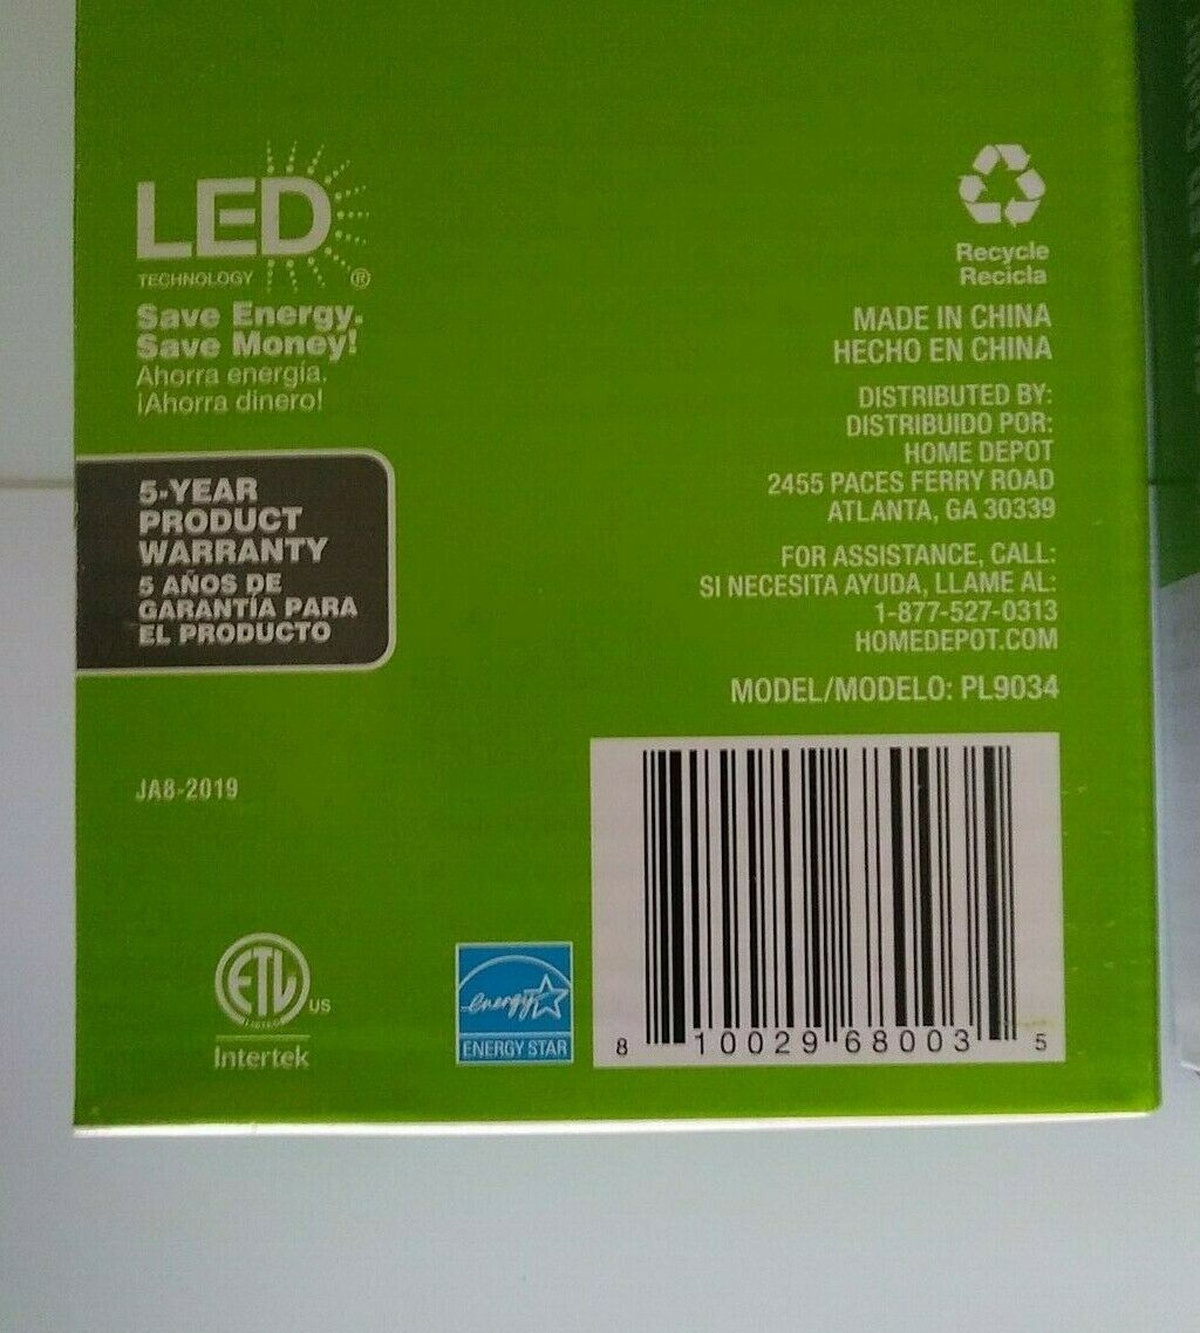 LED
TECHNOLOGY ®
Save Energy.
Save Money!
Ahorra energía.
¡Ahorra dinero!
5-YEAR
PRODUCT
WARRANTY
5 AÑOS DE
GARANTÍA PARA
EL PRODUCTO
JA8-2019
ETL
LISTED
US
Intertek
energy
ENERGY STAR
Recycle
Recicla
MADE IN CHINA
HECHO EN CHINA
DISTRIBUTED BY:
DISTRIBUIDO POR:
HOME DEPOT
2455 PACES FERRY ROAD
ATLANTA, GA 30339
FOR ASSISTANCE, CALL:
SI NECESITA AYUDA, LLAME AL:
1-877-527-0313
HOMEDEPOT.COM
MODEL/MODELO: PL9034
8 10029 68003 5